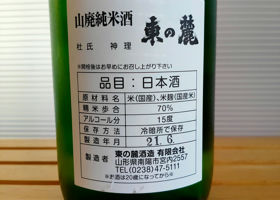 山廃純米酒
東の麓
杜氏 神理
※開栓後はお早めにお召し上がり下さい
品目：日本酒
原材料名 米(国産)、米麹(国産米)
精米歩合 70%
アルコール分 15度
保存方法 冷暗所で保存
製造年月 21.6
製造者 東の麓酒造 有限会社
山形県南陽市宮内2557
TEL(0238)47-5111
※お酒は20歳になってから※